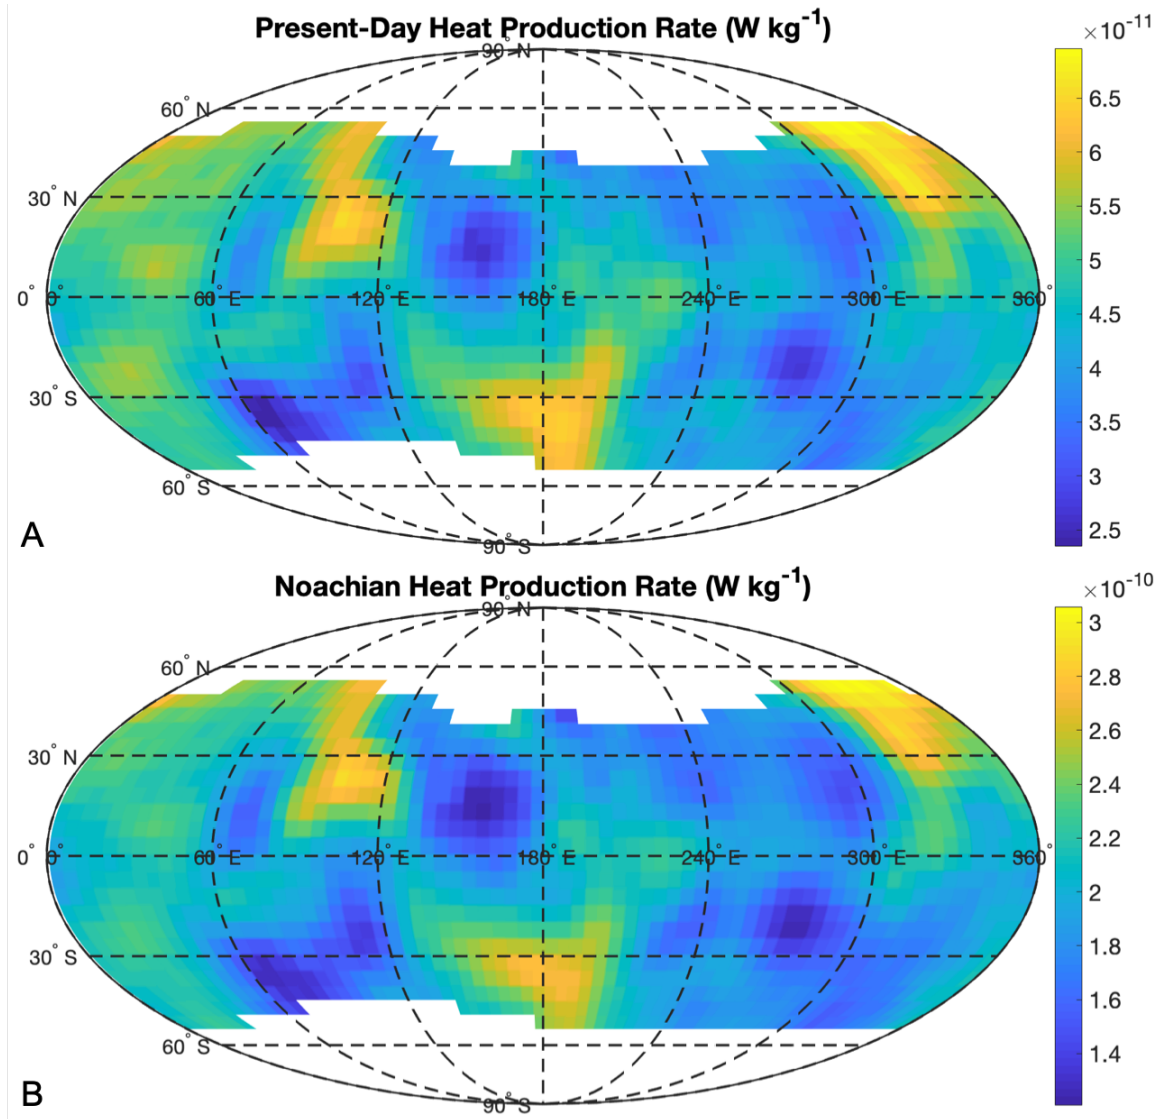 Present-Day Heat Production Rate (W kg-1)
×10-11
90° N
60° N
30° N
0° 0° 60° E 120° E 180° E 240° E 300° E 360°
30° S
60° S
90° S
6.5
6
5.5
5
4.5
4
3.5
3
2.5
A
Noachian Heat Production Rate (W kg-1)
×10-10
90° N
60° N
30° N
0° 0° 60° E 120° E 180° E 240° E 300° E 360°
30° S
60° S
90° S
3
2.8
2.6
2.4
2.2
2
1.8
1.6
1.4
B